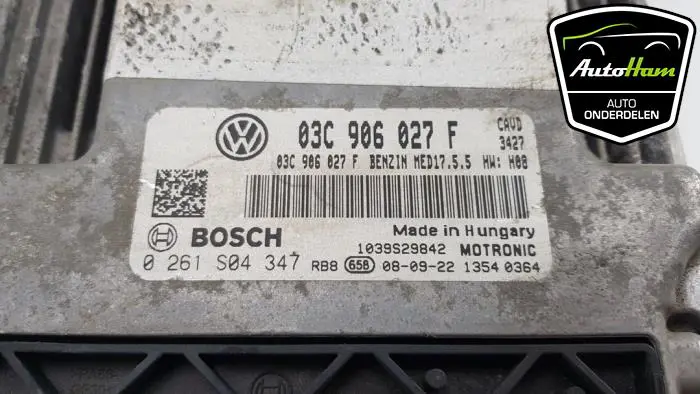 AutoHam
AUTO
ONDERDELEN
03C 906 027 F
CAVD
3427
03C 906 027 F BENZIN MED17.5.5 HW: H08
Made in Hungary
BOSCH
1039S29842 MOTRONIC
0 261 S04 347 RB8 658 08-09-22 1354 0364